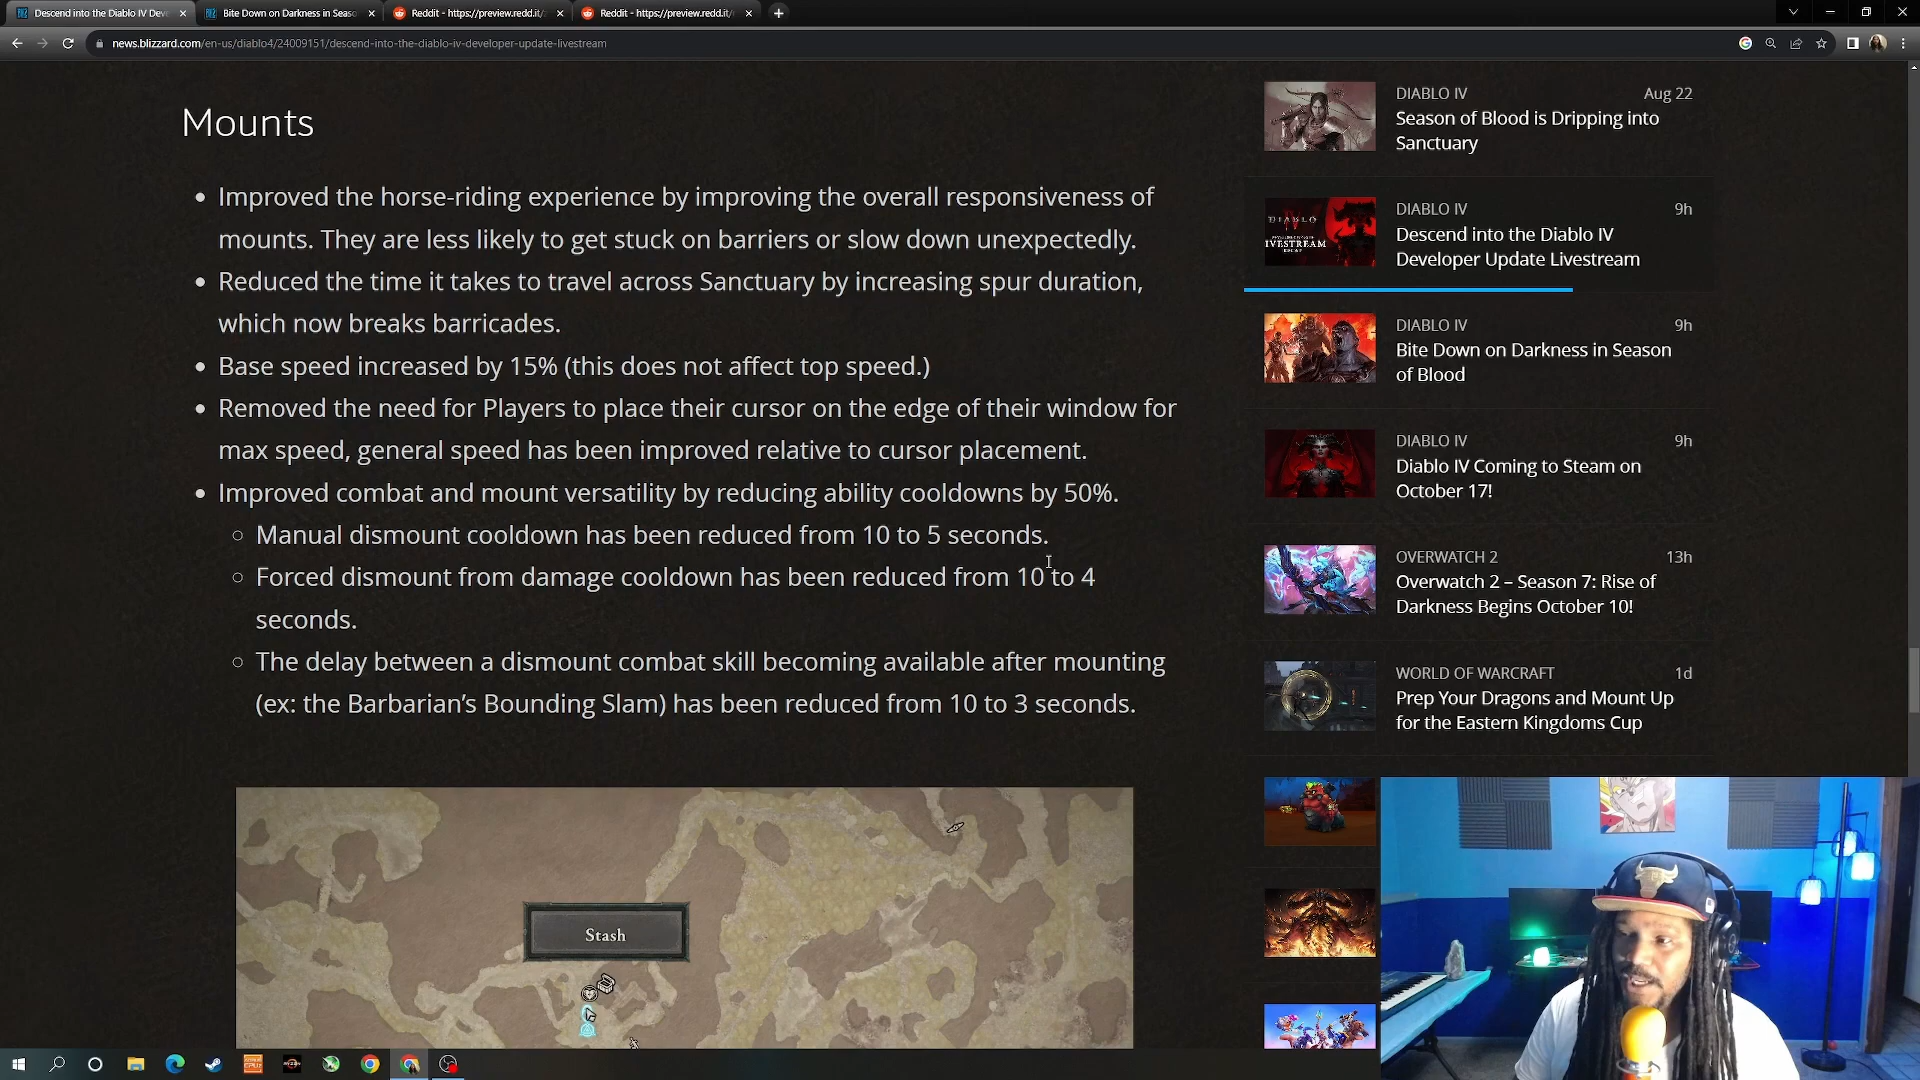 Descend into the Diablo IV Dev
Bite Down on Darkness in Seaso
Reddit - https://preview.redd.it/
Reddit - https://preview.redd.it/
news.blizzard.com/en-us/diablo4/24009151/descend-into-the-diablo-iv-developer-update-livestream
Mounts
Improved the horse-riding experience by improving the overall responsiveness of
mounts. They are less likely to get stuck on barriers or slow down unexpectedly.
Reduced the time it takes to travel across Sanctuary by increasing spur duration,
which now breaks barricades.
Base speed increased by 15% (this does not affect top speed.)
Removed the need for Players to place their cursor on the edge of their window for
max speed, general speed has been improved relative to cursor placement.
Improved combat and mount versatility by reducing ability cooldowns by 50%.
Manual dismount cooldown has been reduced from 10 to 5 seconds.
Forced dismount from damage cooldown has been reduced from 10 to 4
seconds.
The delay between a dismount combat skill becoming available after mounting
(ex: the Barbarian’s Bounding Slam) has been reduced from 10 to 3 seconds.
Stash
DIABLO IV Aug 22
Season of Blood is Dripping into
Sanctuary
DIABLO IV 9h
Descend into the Diablo IV
Developer Update Livestream
DIABLO IV 9h
Bite Down on Darkness in Season
of Blood
DIABLO IV 9h
Diablo IV Coming to Steam on
October 17!
OVERWATCH 2 13h
Overwatch 2 – Season 7: Rise of
Darkness Begins October 10!
WORLD OF WARCRAFT 1d
Prep Your Dragons and Mount Up
for the Eastern Kingdoms Cup